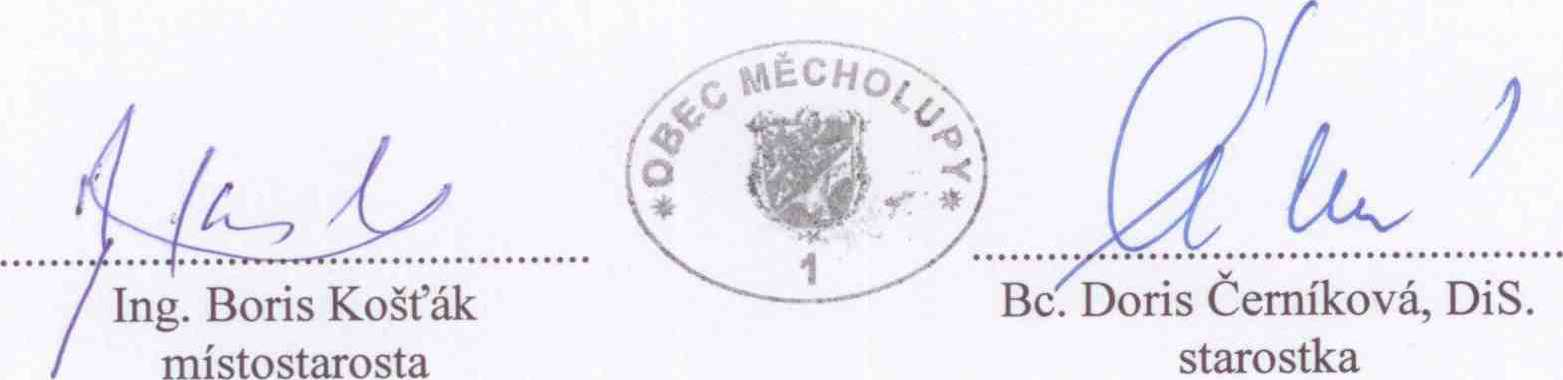 *OBEC MĚCHOLUPY*
1
Ing. Boris Košťák
místostarosta
Bc. Doris Černíková, DiS.
starostka